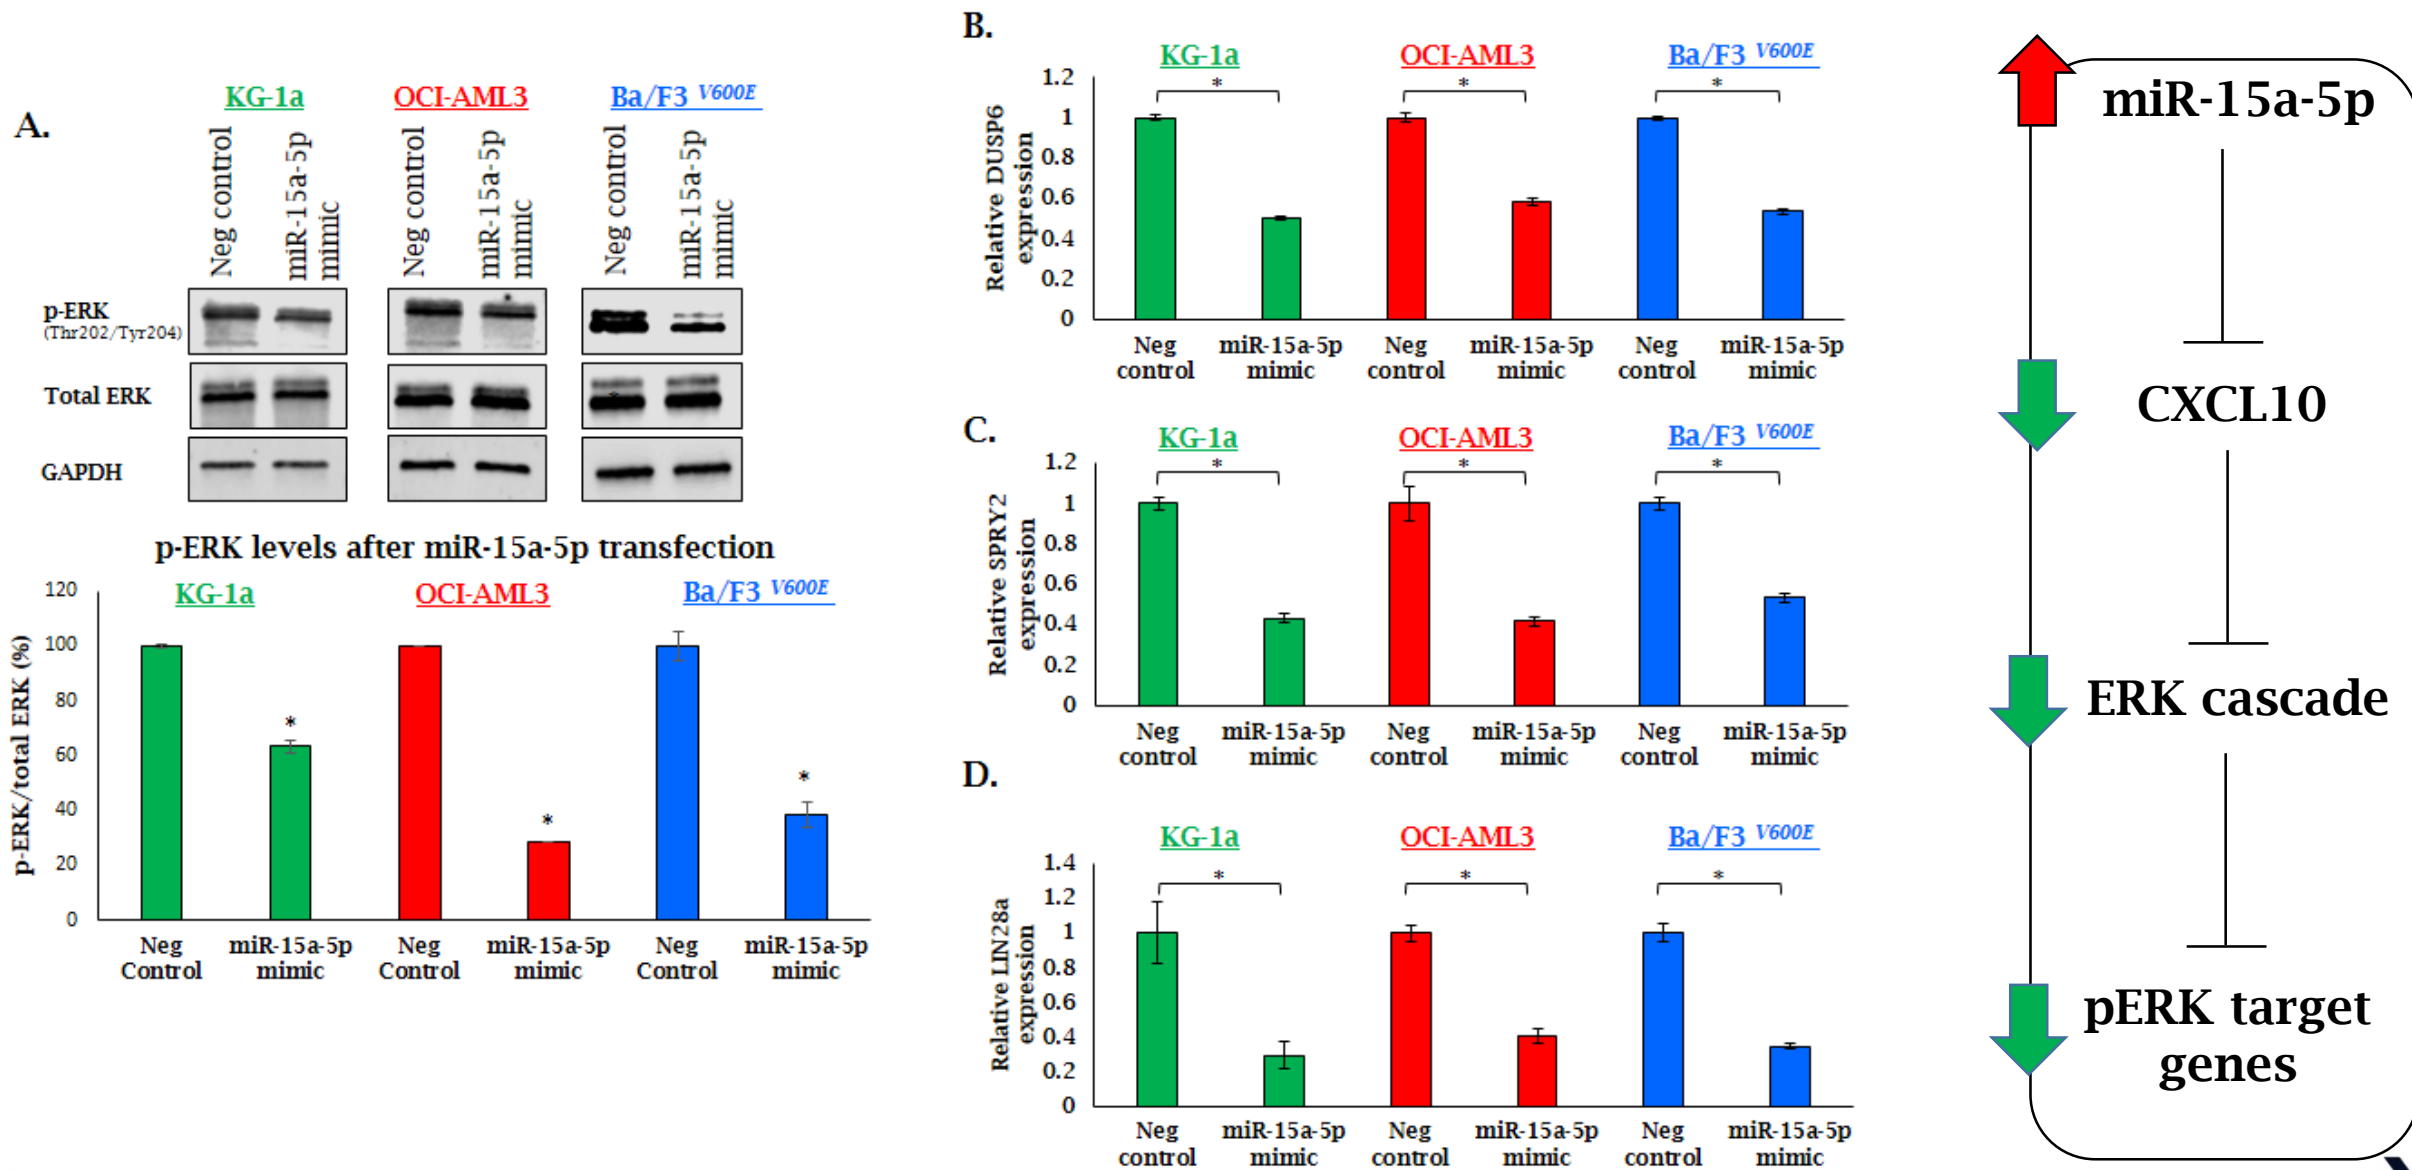 A.
KG-1a
OCI-AML3
Ba/F3 V600E
Neg control
miR-15a-5p
mimic
Neg control
miR-15a-5p
mimic
Neg control
miR-15a-5p
mimic
p-ERK
(Thr202/Tyr204)
Total ERK
GAPDH
p-ERK levels after miR-15a-5p transfection
KG-1a
OCI-AML3
Ba/F3 V600E
p-ERK/total ERK (%)
120
100
80
60
40
20
0
*
*
*
Neg
Control
miR-15a-5p
mimic
Neg
Control
miR-15a-5p
mimic
Neg
Control
miR-15a-5p
mimic
B.
KG-1a
OCI-AML3
Ba/F3 V600E
Relative DUSP6
expression
1.2
1
0.8
0.6
0.4
0.2
0
*
*
*
Neg
control
miR-15a-5p
mimic
Neg
control
miR-15a-5p
mimic
Neg
control
miR-15a-5p
mimic
C.
KG-1a
OCI-AML3
Ba/F3 V600E
Relative SPRY2
expression
1.2
1
0.8
0.6
0.4
0.2
0
*
*
*
Neg
control
miR-15a-5p
mimic
Neg
control
miR-15a-5p
mimic
Neg
control
miR-15a-5p
mimic
D.
KG-1a
OCI-AML3
Ba/F3 V600E
Relative LIN28a
expression
1.4
1.2
1
0.8
0.6
0.4
0.2
0
*
*
*
Neg
control
miR-15a-5p
mimic
Neg
control
miR-15a-5p
mimic
Neg
control
miR-15a-5p
mimic
miR-15a-5p
CXCL10
ERK cascade
pERK target
genes